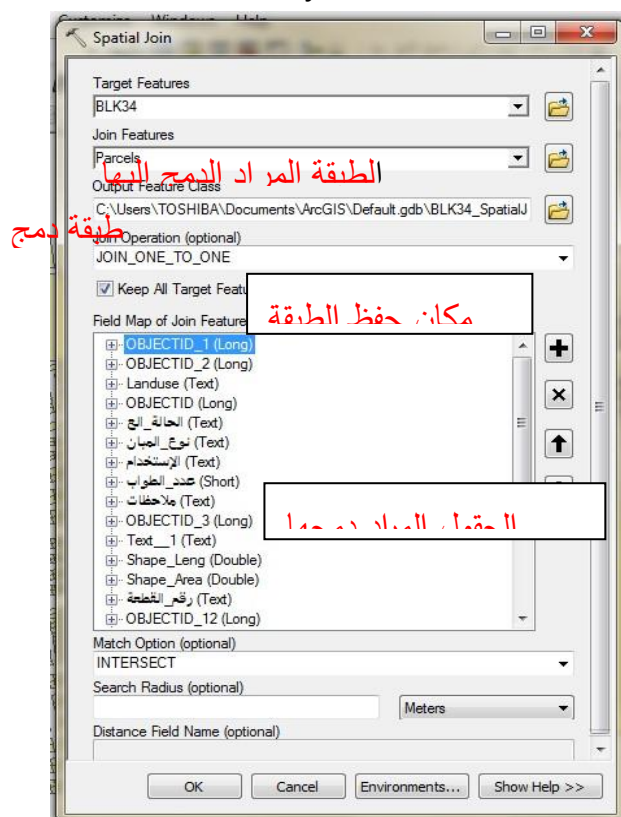 Customize Windows Help
Spatial Join
Target Features
BLK34
Join Features
Parcels
الطبقة المراد الدمج إليها
Output Feature Class
C:\Users\TOSHIBA\Documents\ArcGIS\Default.gdb\BLK34_SpatialJ
طبقة دمج
Join Operation (optional)
JOIN_ONE_TO_ONE
Keep All Target Featu
مكان حفظ الطبقة
Field Map of Join Feature
OBJECTID_1 (Long)
OBJECTID_2 (Long)
Landuse (Text)
OBJECTID (Long)
الحالة_الع (Text)
نوع_المبان (Text)
الإستخدام (Text)
عدد_الطواب (Short)
ملاحظات (Text)
الحقول المراد دمجها
OBJECTID_3 (Long)
Text__1 (Text)
Shape_Leng (Double)
Shape_Area (Double)
رقم_القطعة (Text)
OBJECTID_12 (Long)
Match Option (optional)
INTERSECT
Search Radius (optional)
Meters
Distance Field Name (optional)
OK Cancel Environments... Show Help >>